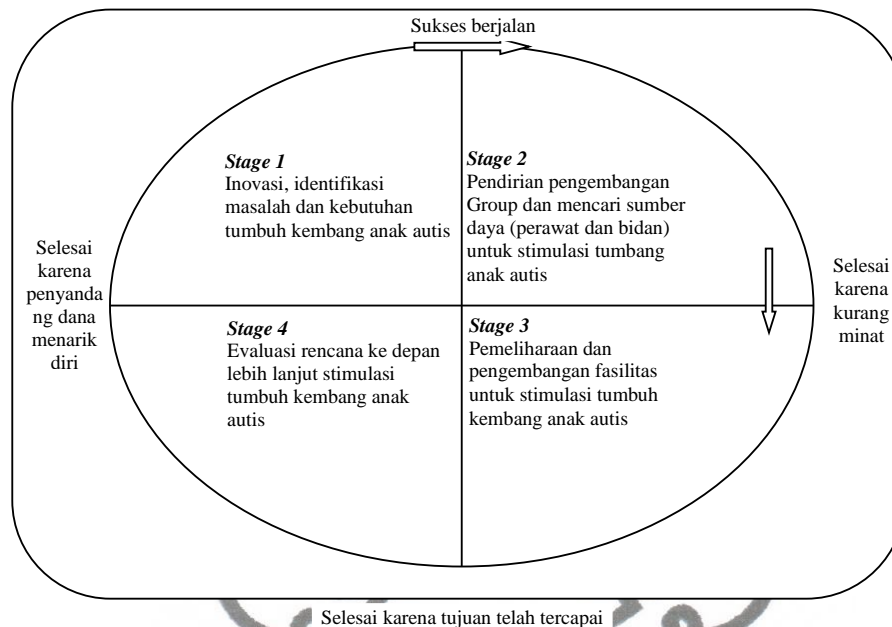 Sukses berjalan
Stage 1
Inovasi, identifikasi
masalah dan kebutuhan
tumbuh kembang anak autis
Stage 2
Pendirian pengembangan
Group dan mencari sumber
daya (perawat dan bidan)
untuk stimulasi tumbang
anak autis
Selesai
karena
penyanda
ng dana
menarik
diri
Selesai
karena
kurang
minat
Stage 4
Evaluasi rencana ke depan
lebih lanjut stimulasi
tumbuh kembang anak
autis
Stage 3
Pemeliharaan dan
pengembangan fasilitas
untuk stimulasi tumbuh
kembang anak autis
Selesai karena tujuan telah tercapai